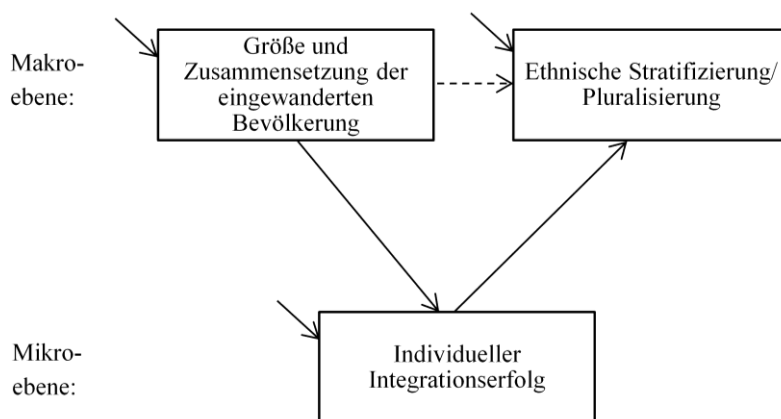 Makro-
ebene:
Größe und
Zusammensetzung der
eingewanderten
Bevölkerung
Ethnische Stratifizierung/
Pluralisierung
Mikro-
ebene:
Individueller
Integrationserfolg